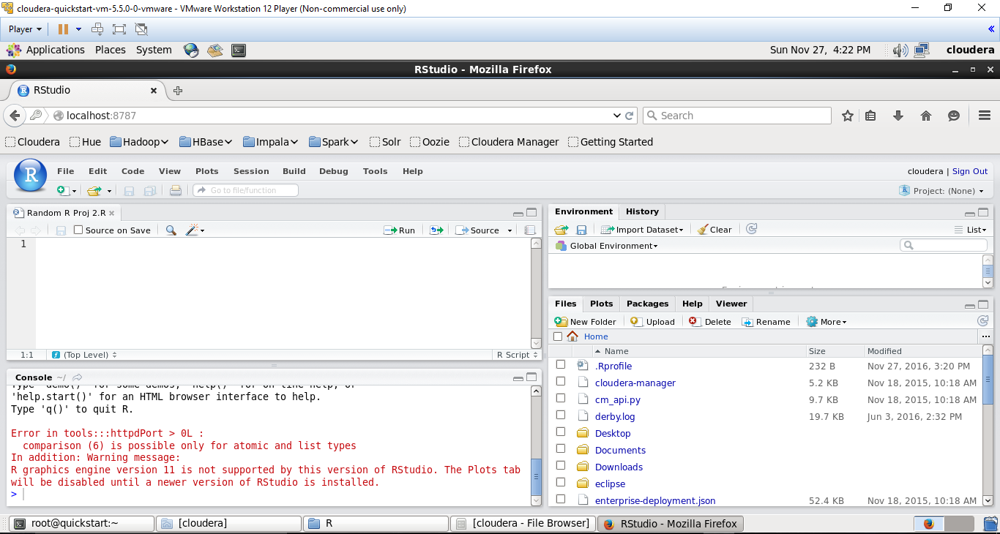 cloudera-quickstart-vm-5.5.0-0-vmware - VMware Workstation 12 Player (Non-commercial use only)
Player
Applications Places System Sun Nov 27, 4:22 PM cloudera
RStudio - Mozilla Firefox
RStudio
localhost:8787 Search
Cloudera Hue Hadoop HBase Impala Spark Solr Oozie Cloudera Manager Getting Started
R File Edit Code View Plots Session Build Debug Tools Help cloudera | Sign Out
Go to file/function Project: (None)
Random R Proj 2.R
Source on Save Run Source
1
1:1 (Top Level) R Script
Console ~/
Type 'demo()' for some demos, 'help()' for on-line help, or
'help.start()' for an HTML browser interface to help.
Type 'q()' to quit R.
Error in tools:::httpdPort > 0L :
comparison (6) is possible only for atomic and list types
In addition: Warning message:
R graphics engine version 11 is not supported by this version of RStudio. The Plots tab
will be disabled until a newer version of RStudio is installed.
>
Environment History
Import Dataset Clear List
Global Environment
Files Plots Packages Help Viewer
New Folder Upload Delete Rename More
Home ...
Name Size Modified
.Rprofile 232 B Nov 27, 2016, 3:20 PM
cloudera-manager 5.2 KB Nov 18, 2015, 10:18 AM
cm_api.py 9.7 KB Nov 18, 2015, 10:18 AM
derby.log 19.7 KB Jun 3, 2016, 2:32 PM
Desktop
Documents
Downloads
eclipse
enterprise-deployment.json 52.4 KB Nov 18, 2015, 10:18 AM
root@quickstart:~ [cloudera] R [cloudera - File Browser] RStudio - Mozilla Firefox